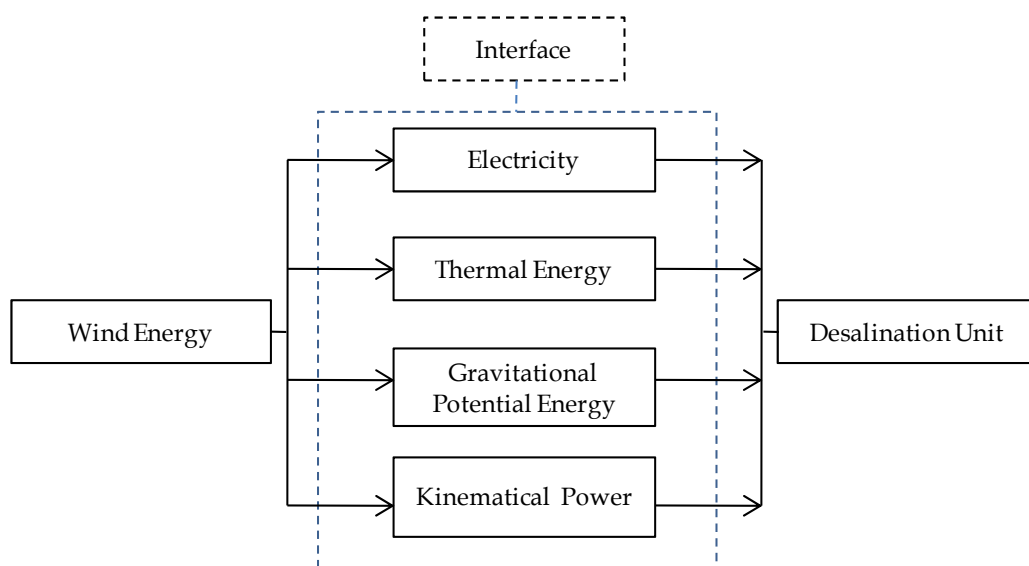 Interface
Electricity
Thermal Energy
Wind Energy
Desalination Unit
Gravitational
Potential Energy
Kinematical Power